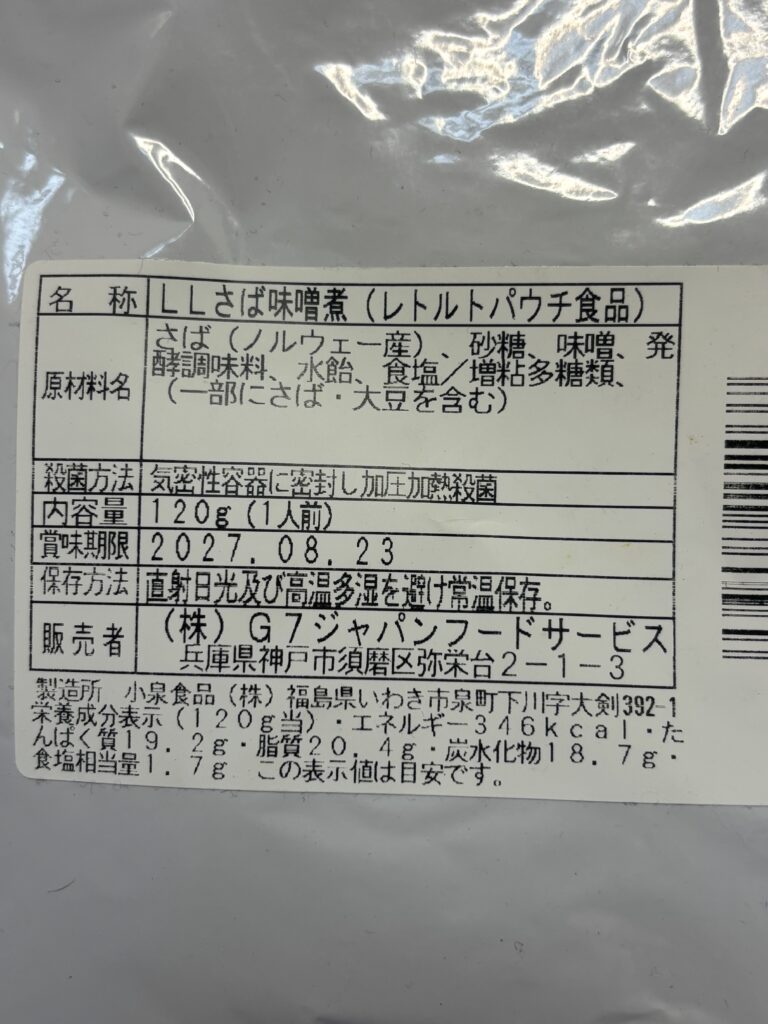 名称 LLさば味噌煮（レトルトパウチ食品）
原材料名 さば（ノルウェー産）、砂糖、味噌、発
酵調味料、水飴、食塩／増粘多糖類、
（一部にさば・大豆を含む）
殺菌方法 気密性容器に密封し加圧加熱殺菌
内容量 120g（1人前）
賞味期限 2027.08.23
保存方法 直射日光及び高温多湿を避け常温保存。
販売者 （株）G7ジャパンフードサービス
兵庫県神戸市須磨区弥栄台2－1－3
製造所 小泉食品（株）福島県いわき市泉町下川字大剣392-1
栄養成分表示（120g当）・エネルギー346kcal・た
んぱく質19.2g・脂質20.4g・炭水化物18.7g・
食塩相当量1.7g この表示値は目安です。